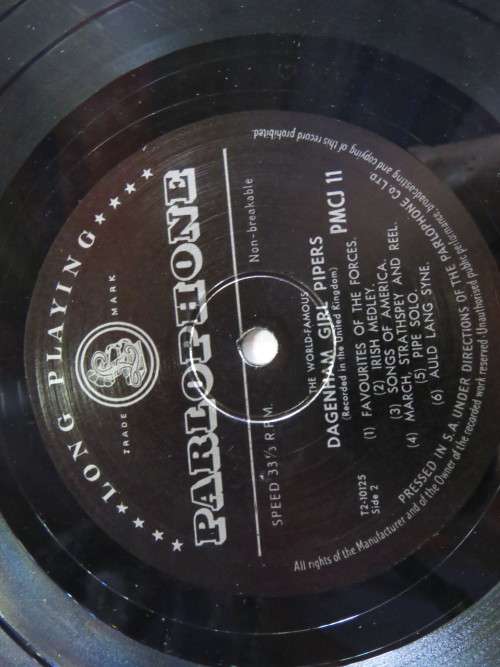 ★★★★ LONG PLAYING ★★★★
TRADE MARK
£
PARLOPHONE
SPEED 33⅓ R.P.M.
Non-breakable
THE WORLD-FAMOUS
DAGENHAM GIRL PIPERS
(Recorded in the United Kingdom)
PMCJ 11
(1) FAVOURITES OF THE FORCES.
(2) IRISH MEDLEY.
(3) SONGS OF AMERICA.
(4) MARCH, STRATHSPEY AND REEL.
(5) PIPE SOLO.
(6) AULD LANG SYNE.
T2-10125
Side 2
PRESSED IN S.A. UNDER DIRECTIONS OF THE PARLOPHONE Co LTD.
All rights of the Manufacturer and of the Owner of the recorded work reserved Unauthorised public performance, broadcasting and copying of this record prohibited.